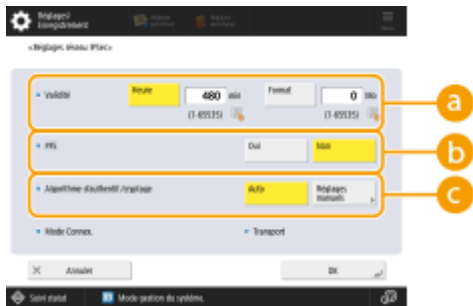 Réglages/
Enregistrement
<Réglages réseau IPSec>
Validité
Heure
480 min
Format
0 Mo
(1-65535)
(1-65535)
a
PFS
Oui
Non
b
Algorithme d'authentif./cryptage
Auto
Réglages
manuels
c
Mode Connex.
Transport
Annuler
OK
Suivi statut
Mode gestion du système.